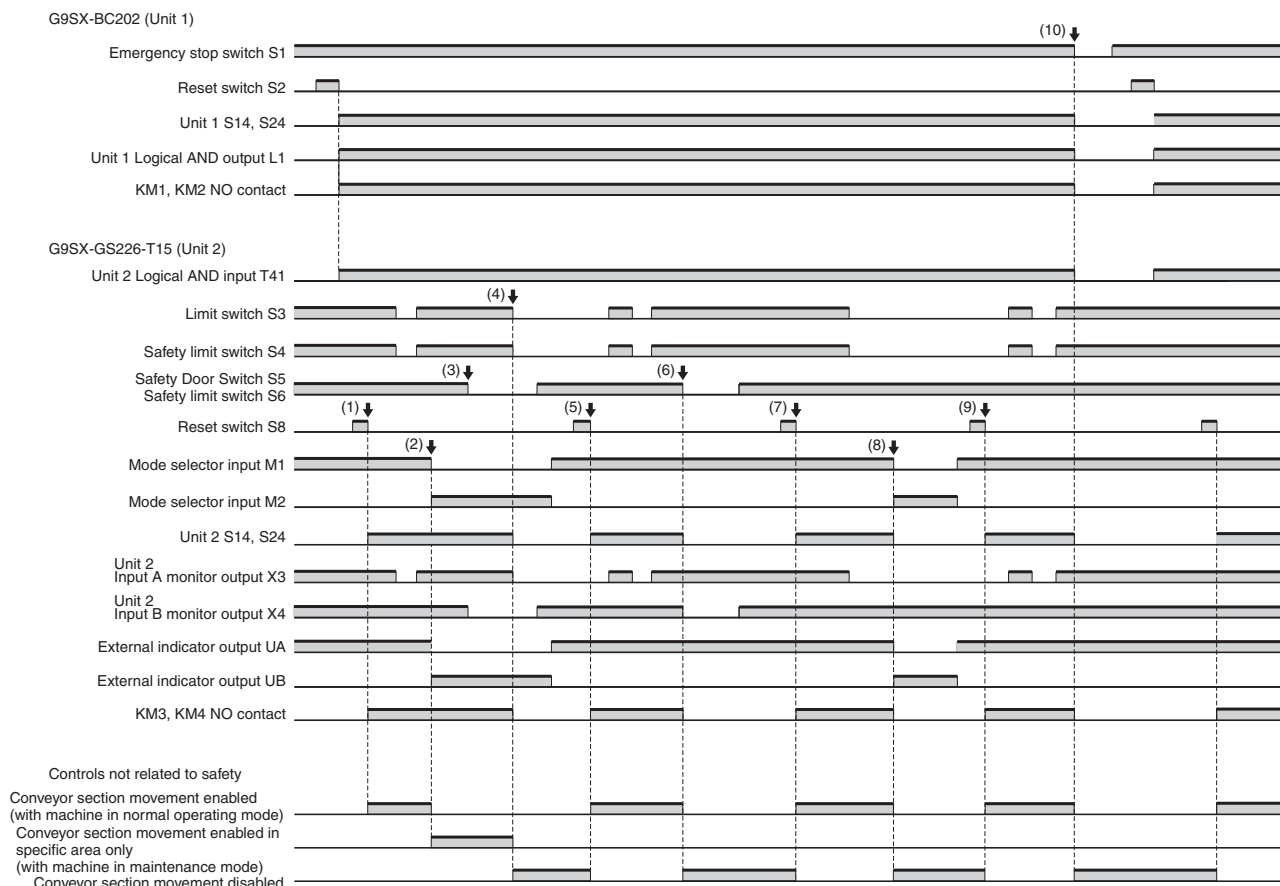 G9SX-BC202 (Unit 1)
(10)
Emergency stop switch S1
Reset switch S2
Unit 1 S14, S24
Unit 1 Logical AND output L1
KM1, KM2 NO contact
G9SX-GS226-T15 (Unit 2)
Unit 2 Logical AND input T41
(4)
Limit switch S3
Safety limit switch S4
(3)
(6)
Safety Door Switch S5
Safety limit switch S6
(1)
(5)
(7)
(9)
Reset switch S8
(2)
(8)
Mode selector input M1
Mode selector input M2
Unit 2 S14, S24
Unit 2
Input A monitor output X3
Unit 2
Input B monitor output X4
External indicator output UA
External indicator output UB
KM3, KM4 NO contact
Controls not related to safety
Conveyor section movement enabled
(with machine in normal operating mode)
Conveyor section movement enabled in
specific area only
(with machine in maintenance mode)
Conveyor section movement disabled